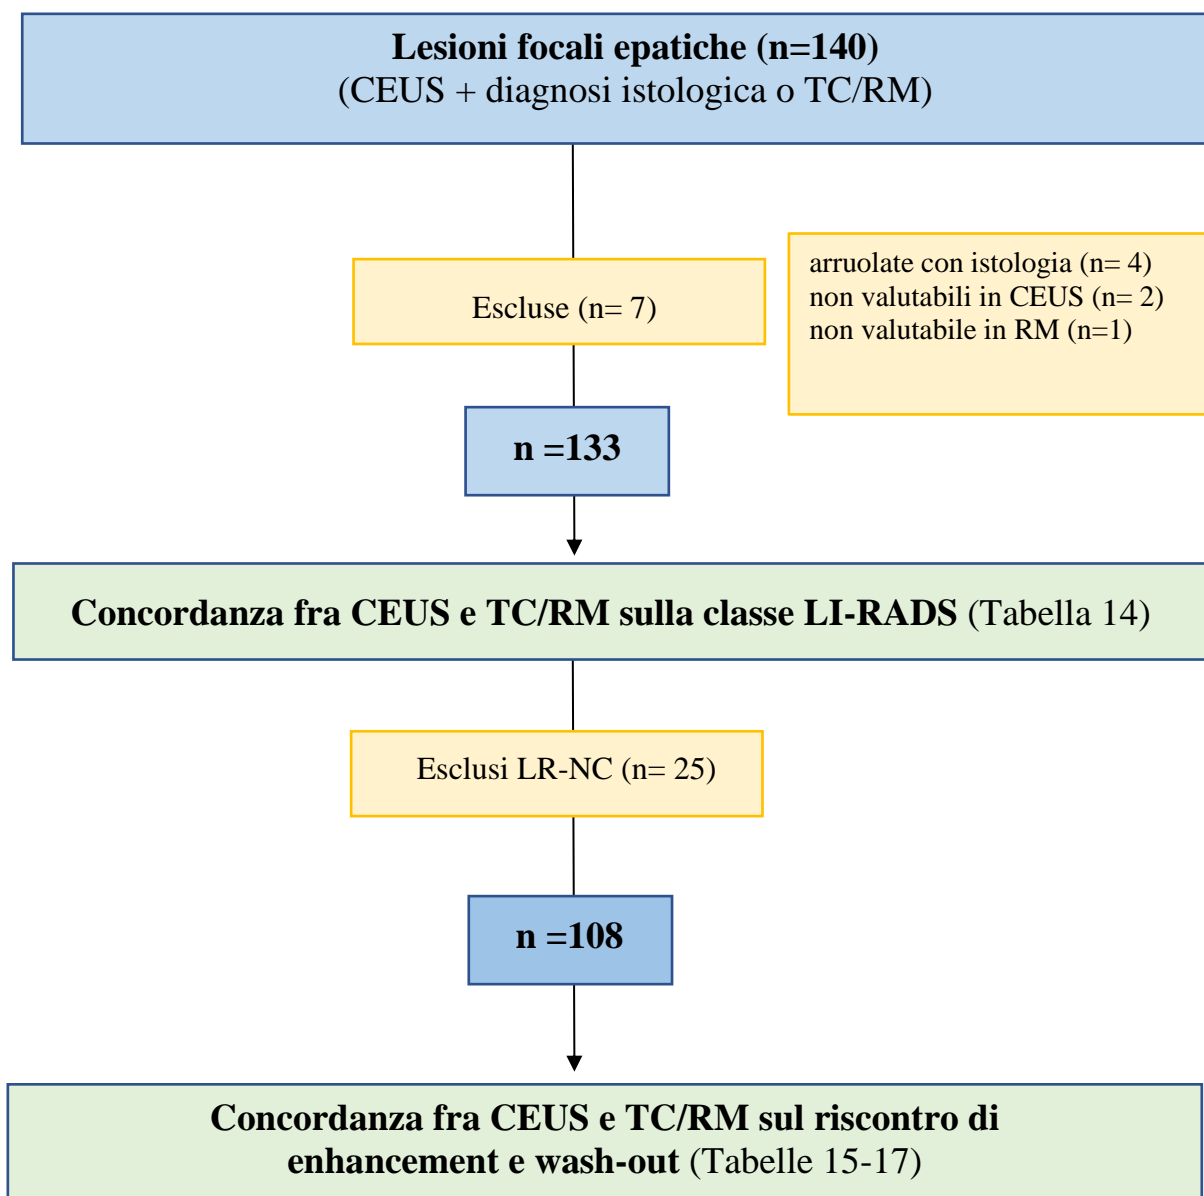 Lesioni focali epatiche (n=140)
(CEUS + diagnosi istologica o TC/RM)
Escluse (n= 7)
arruolate con istologia (n= 4)
non valutabili in CEUS (n= 2)
non valutabile in RM (n=1)
n =133
Concordanza fra CEUS e TC/RM sulla classe LI-RADS (Tabella 14)
Esclusi LR-NC (n= 25)
n =108
Concordanza fra CEUS e TC/RM sul riscontro di
enhancement e wash-out (Tabelle 15-17)